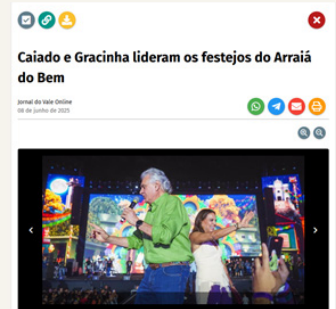 Caiado e Gracinha lideram os festejos do Arraiá
do Bem
Jornal do Vale Online
08 de junho de 2025